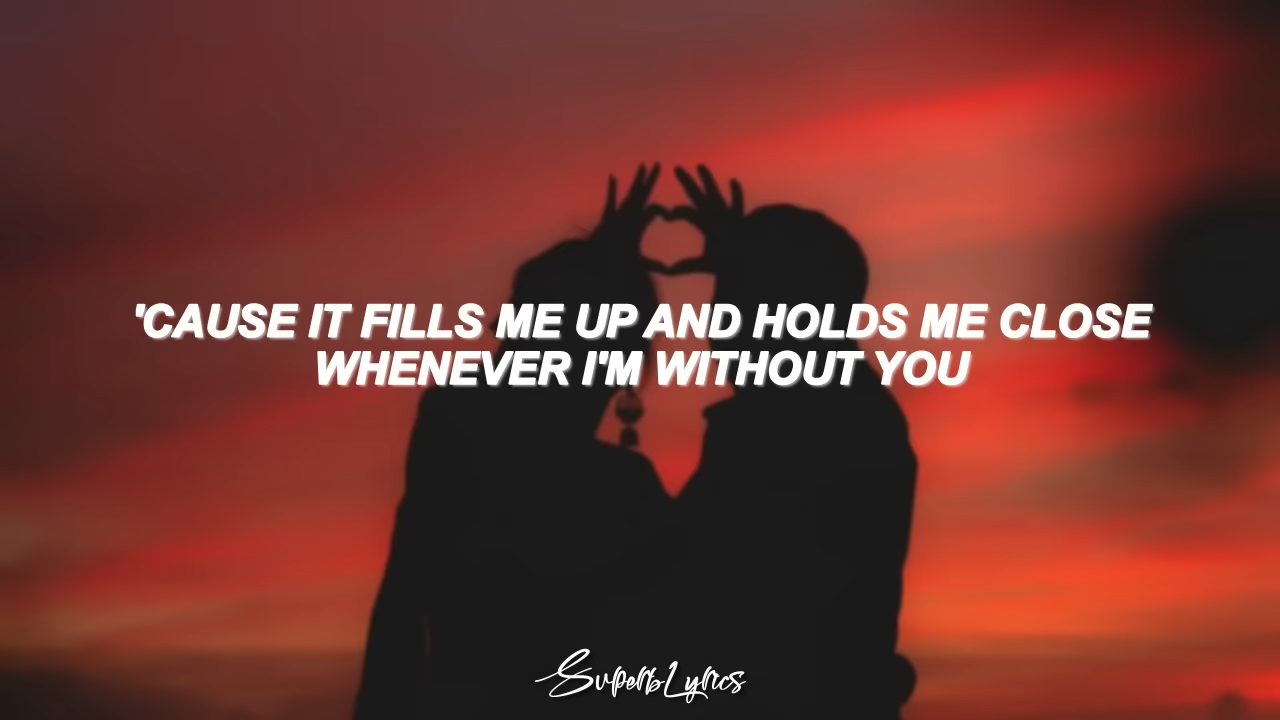 'CAUSE IT FILLS ME UP AND HOLDS ME CLOSE
WHENEVER I'M WITHOUT YOU
SuperbLyrics